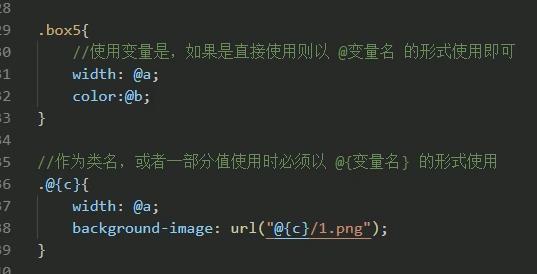 28
29 .box5{
30 //使用变量是，如果是直接使用则以 @变量名 的形式使用即可
31 width: @a;
32 color:@b;
33 }
34
35 //作为类名，或者一部分值使用时必须以 @{变量名} 的形式使用
36 .@{c}{
37 width: @a;
38 background-image: url("@{c}/1.png");
39 }